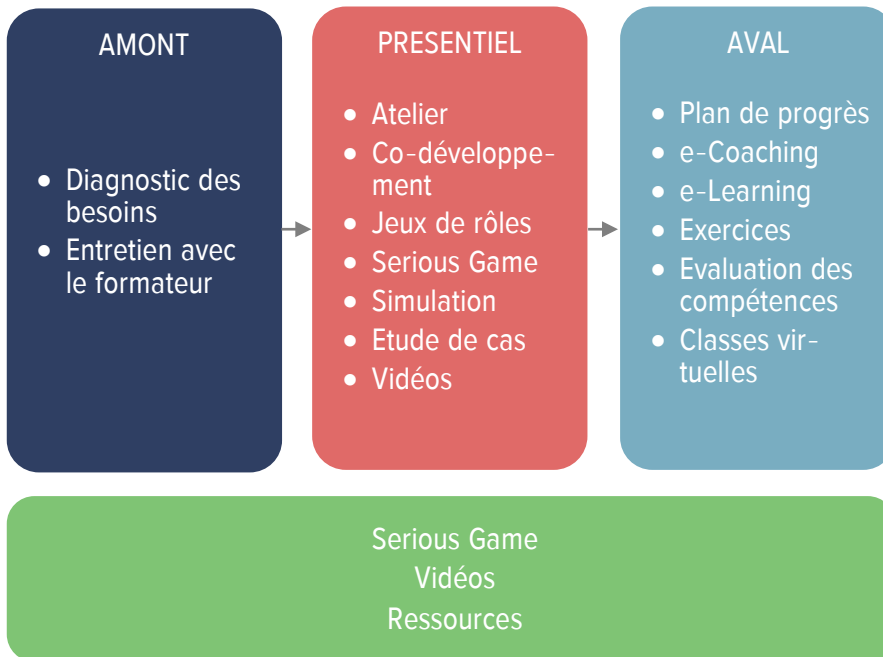 AMONT
• Diagnostic des
besoins
• Entretien avec
le formateur
PRESENTIEL
• Atelier
• Co-développe-
ment
• Jeux de rôles
• Serious Game
• Simulation
• Etude de cas
• Vidéos
AVAL
• Plan de progrès
• e-Coaching
• e-Learning
• Exercices
• Evaluation des
compétences
• Classes vir-
tuelles
Serious Game
Vidéos
Ressources